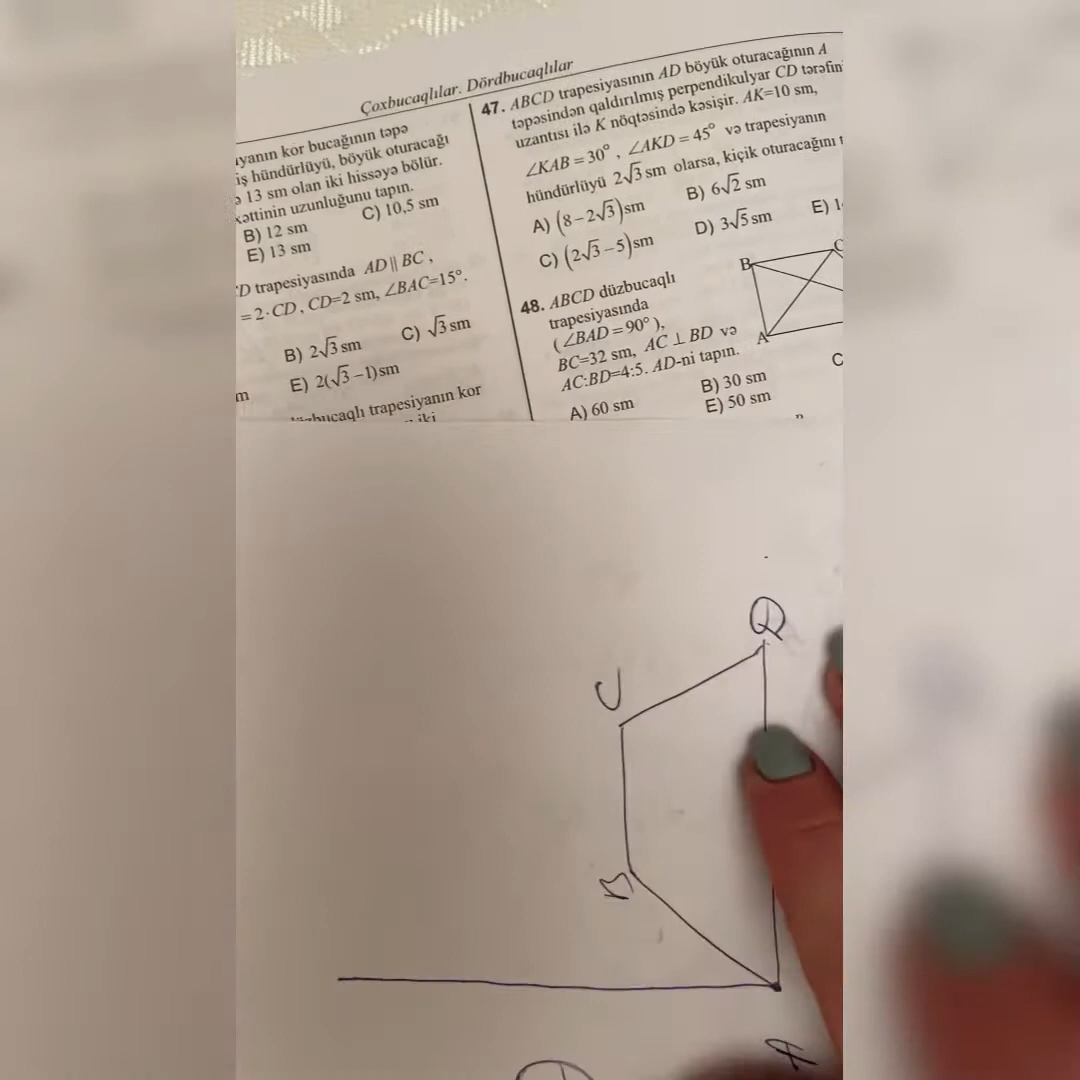 Çoxbucaqlılar. Dördbucaqlılar
yanın kor bucağının təpə
iş hündürlüyü, böyük oturacağı
13 sm olan iki hissəyə bölür.
xəttinin uzunluğunu tapın.
B) 12 sm C) 10,5 sm
E) 13 sm
D trapesiyasında AD || BC ,
= 2·CD, CD=2 sm, ∠BAC=15°.
B) 2√3 sm C) √3 sm
m E) 2(√3 −1) sm
trapesiyanın kor
iki
47. ABCD trapesiyasının AD böyük oturacağının A
təpəsindən qaldırılmış perpendikulyar CD tərəfin
uzantısı ilə K nöqtəsində kəsişir. AK=10 sm,
∠KAB = 30° , ∠AKD = 45° və trapesiyanın
hündürlüyü 2√3 sm olarsa, kiçik oturacağını t
A) (8−2√3) sm B) 6√2 sm
C) (2√3 −5) sm D) 3√5 sm E) 1
48. ABCD düzbucaqlı
trapesiyasında
(∠BAD = 90° ),
BC=32 sm, AC ⊥ BD və
AC:BD=4:5. AD-ni tapın.
A) 60 sm B) 30 sm C
E) 50 sm
B C
A
Q
C
B
A